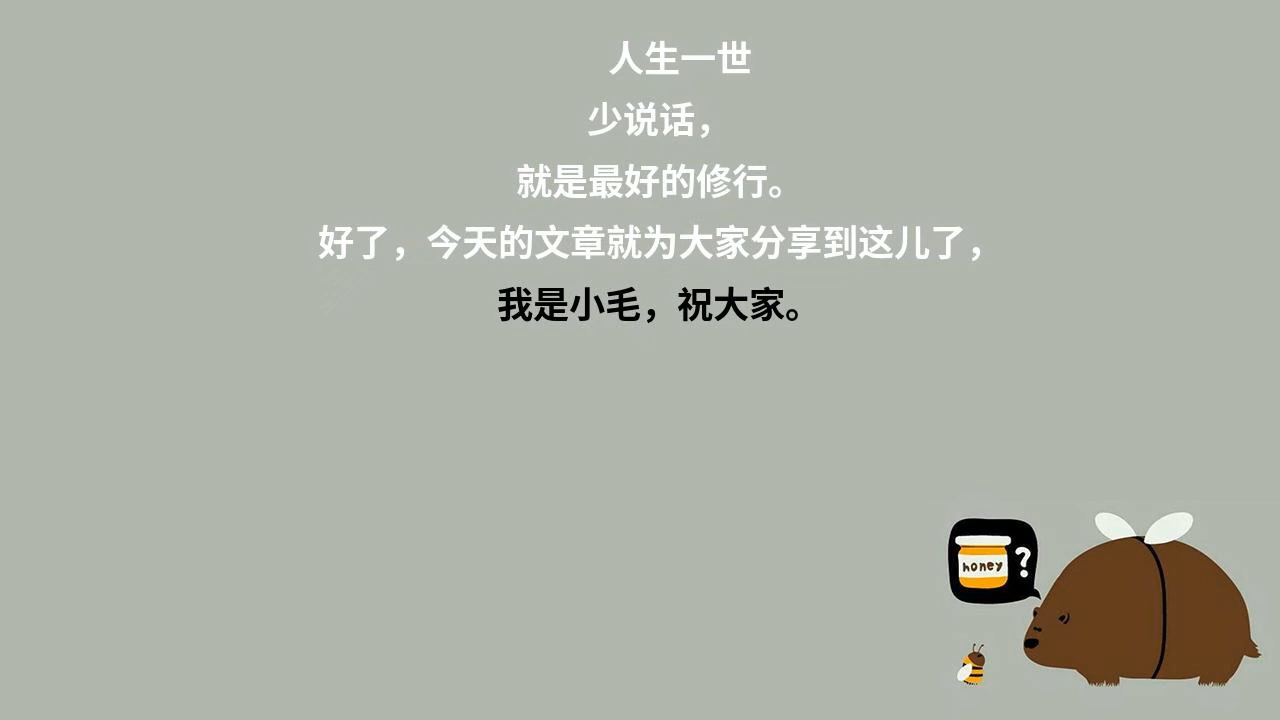 人生一世
少说话，
就是最好的修行。
好了，今天的文章就为大家分享到这儿了，
我是小毛，祝大家。
honey
?